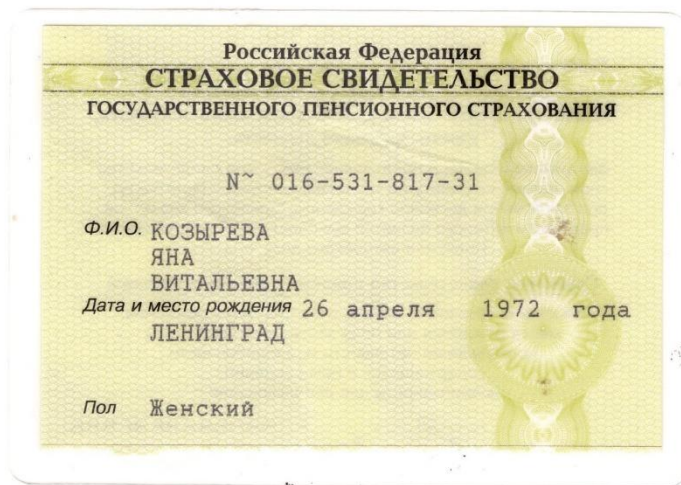 Российская Федерация
СТРАХОВОЕ СВИДЕТЕЛЬСТВО
ГОСУДАРСТВЕННОГО ПЕНСИОННОГО СТРАХОВАНИЯ
N~ 016-531-817-31
Ф.И.О. КОЗЫРЕВА
ЯНА
ВИТАЛЬЕВНА
Дата и место рождения 26 апреля 1972 года
ЛЕНИНГРАД
Пол Женский